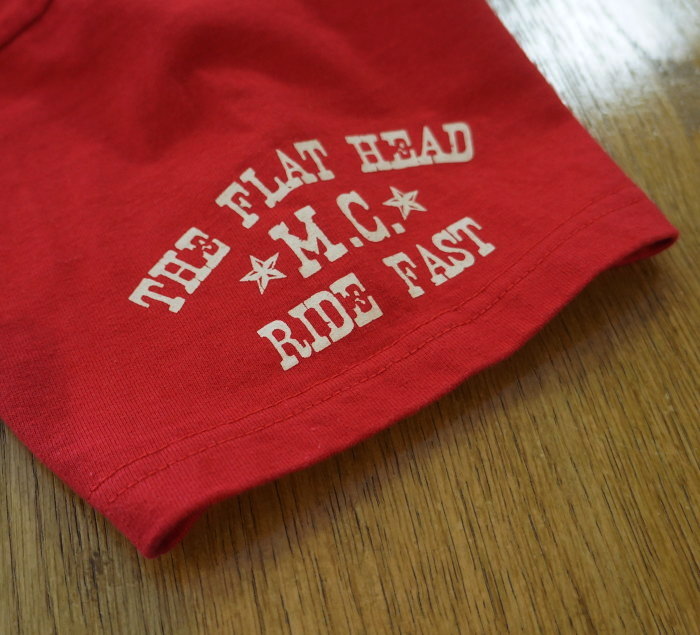 THE FLAT HEAD
M.C.
RIDE FAST